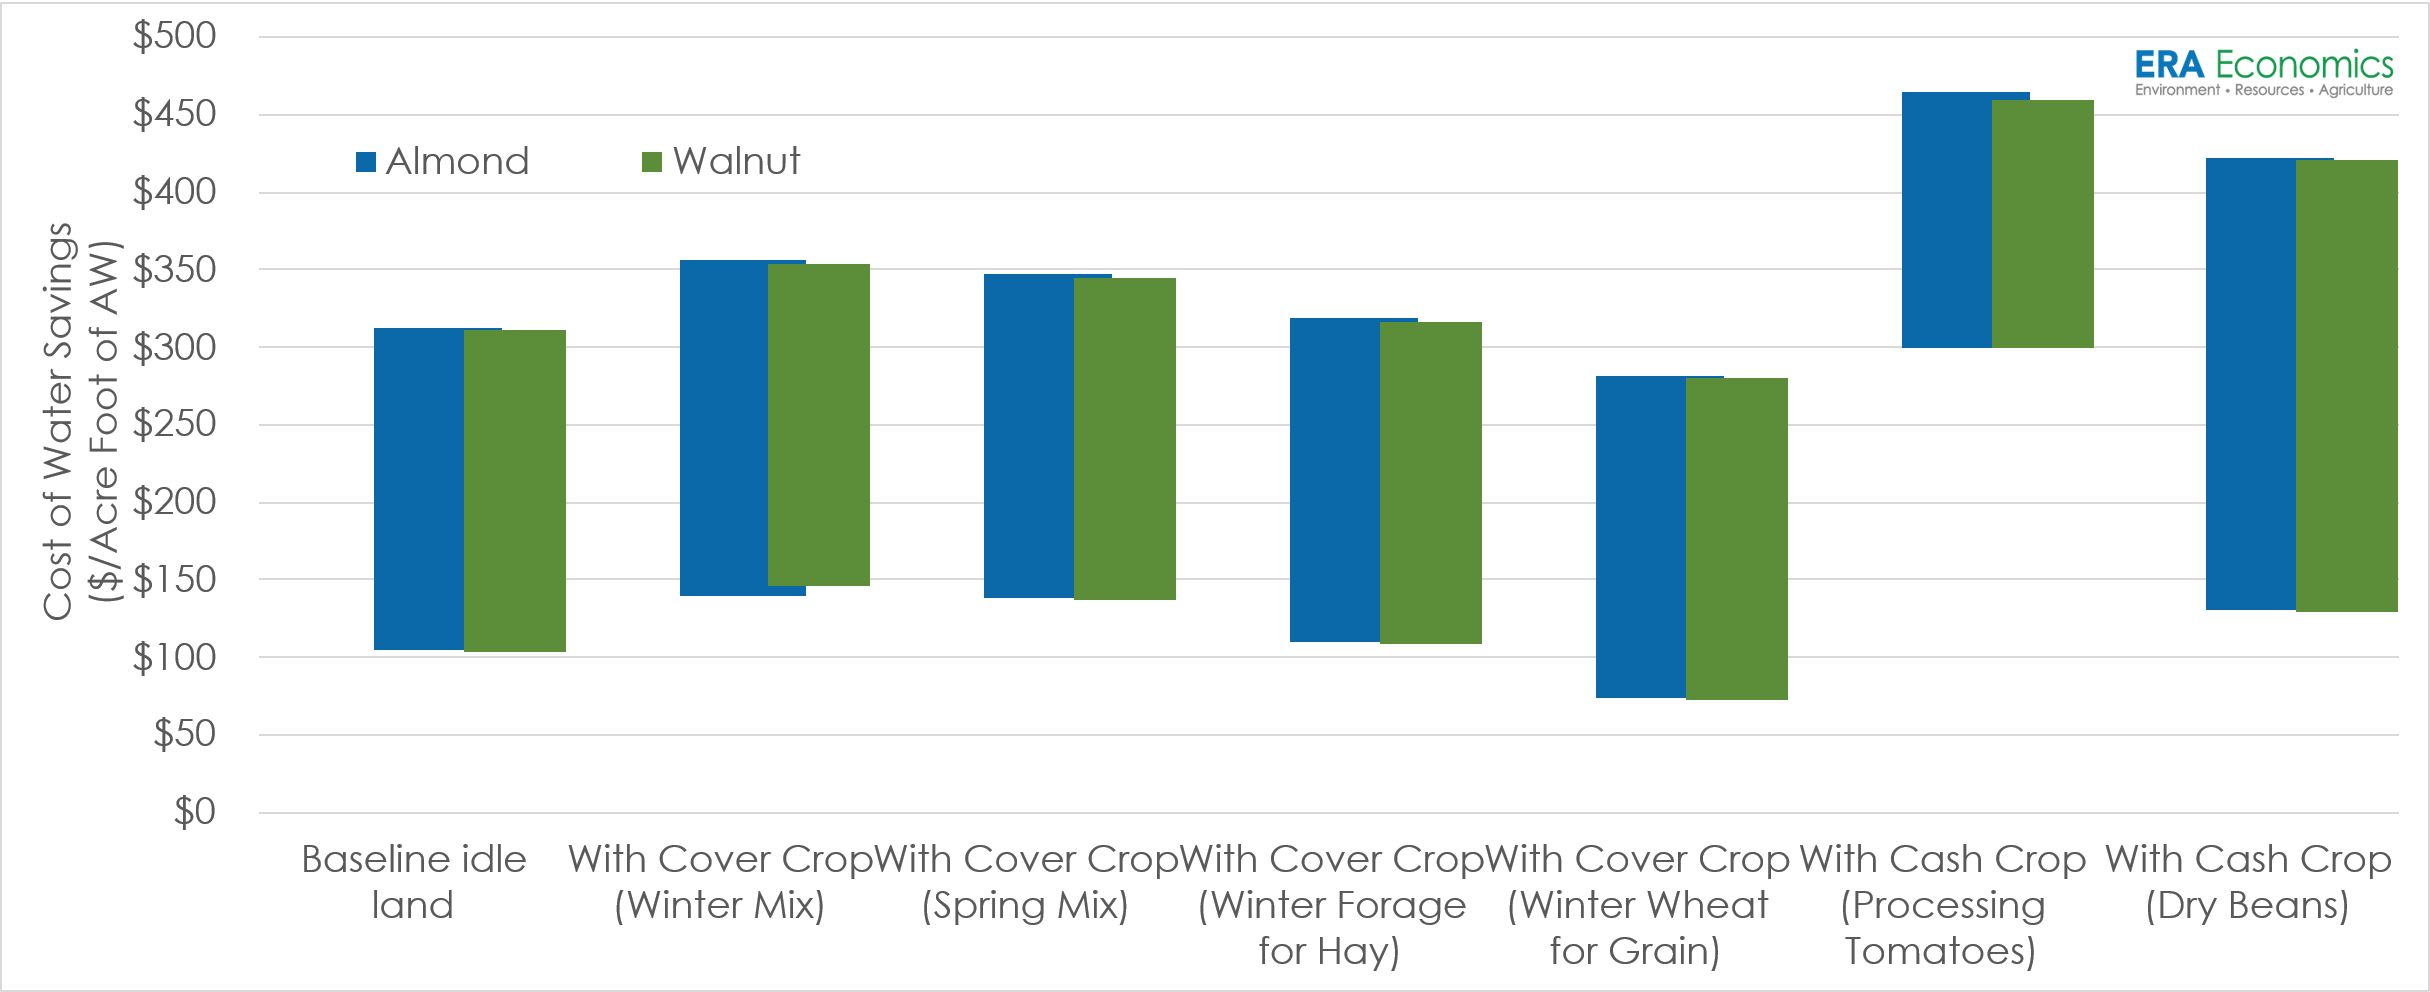 $500
$450
$400
$350
$300
$250
$200
$150
$100
$50
$0
Cost of Water Savings
($/Acre Foot of AW)
Almond
Walnut
ERA Economics
Environment • Resources • Agriculture
Baseline idle
land
With Cover Crop
(Winter Mix)
With Cover Crop
(Spring Mix)
With Cover Crop
(Winter Forage
for Hay)
With Cover Crop
(Winter Wheat
for Grain)
With Cash Crop
(Processing
Tomatoes)
With Cash Crop
(Dry Beans)